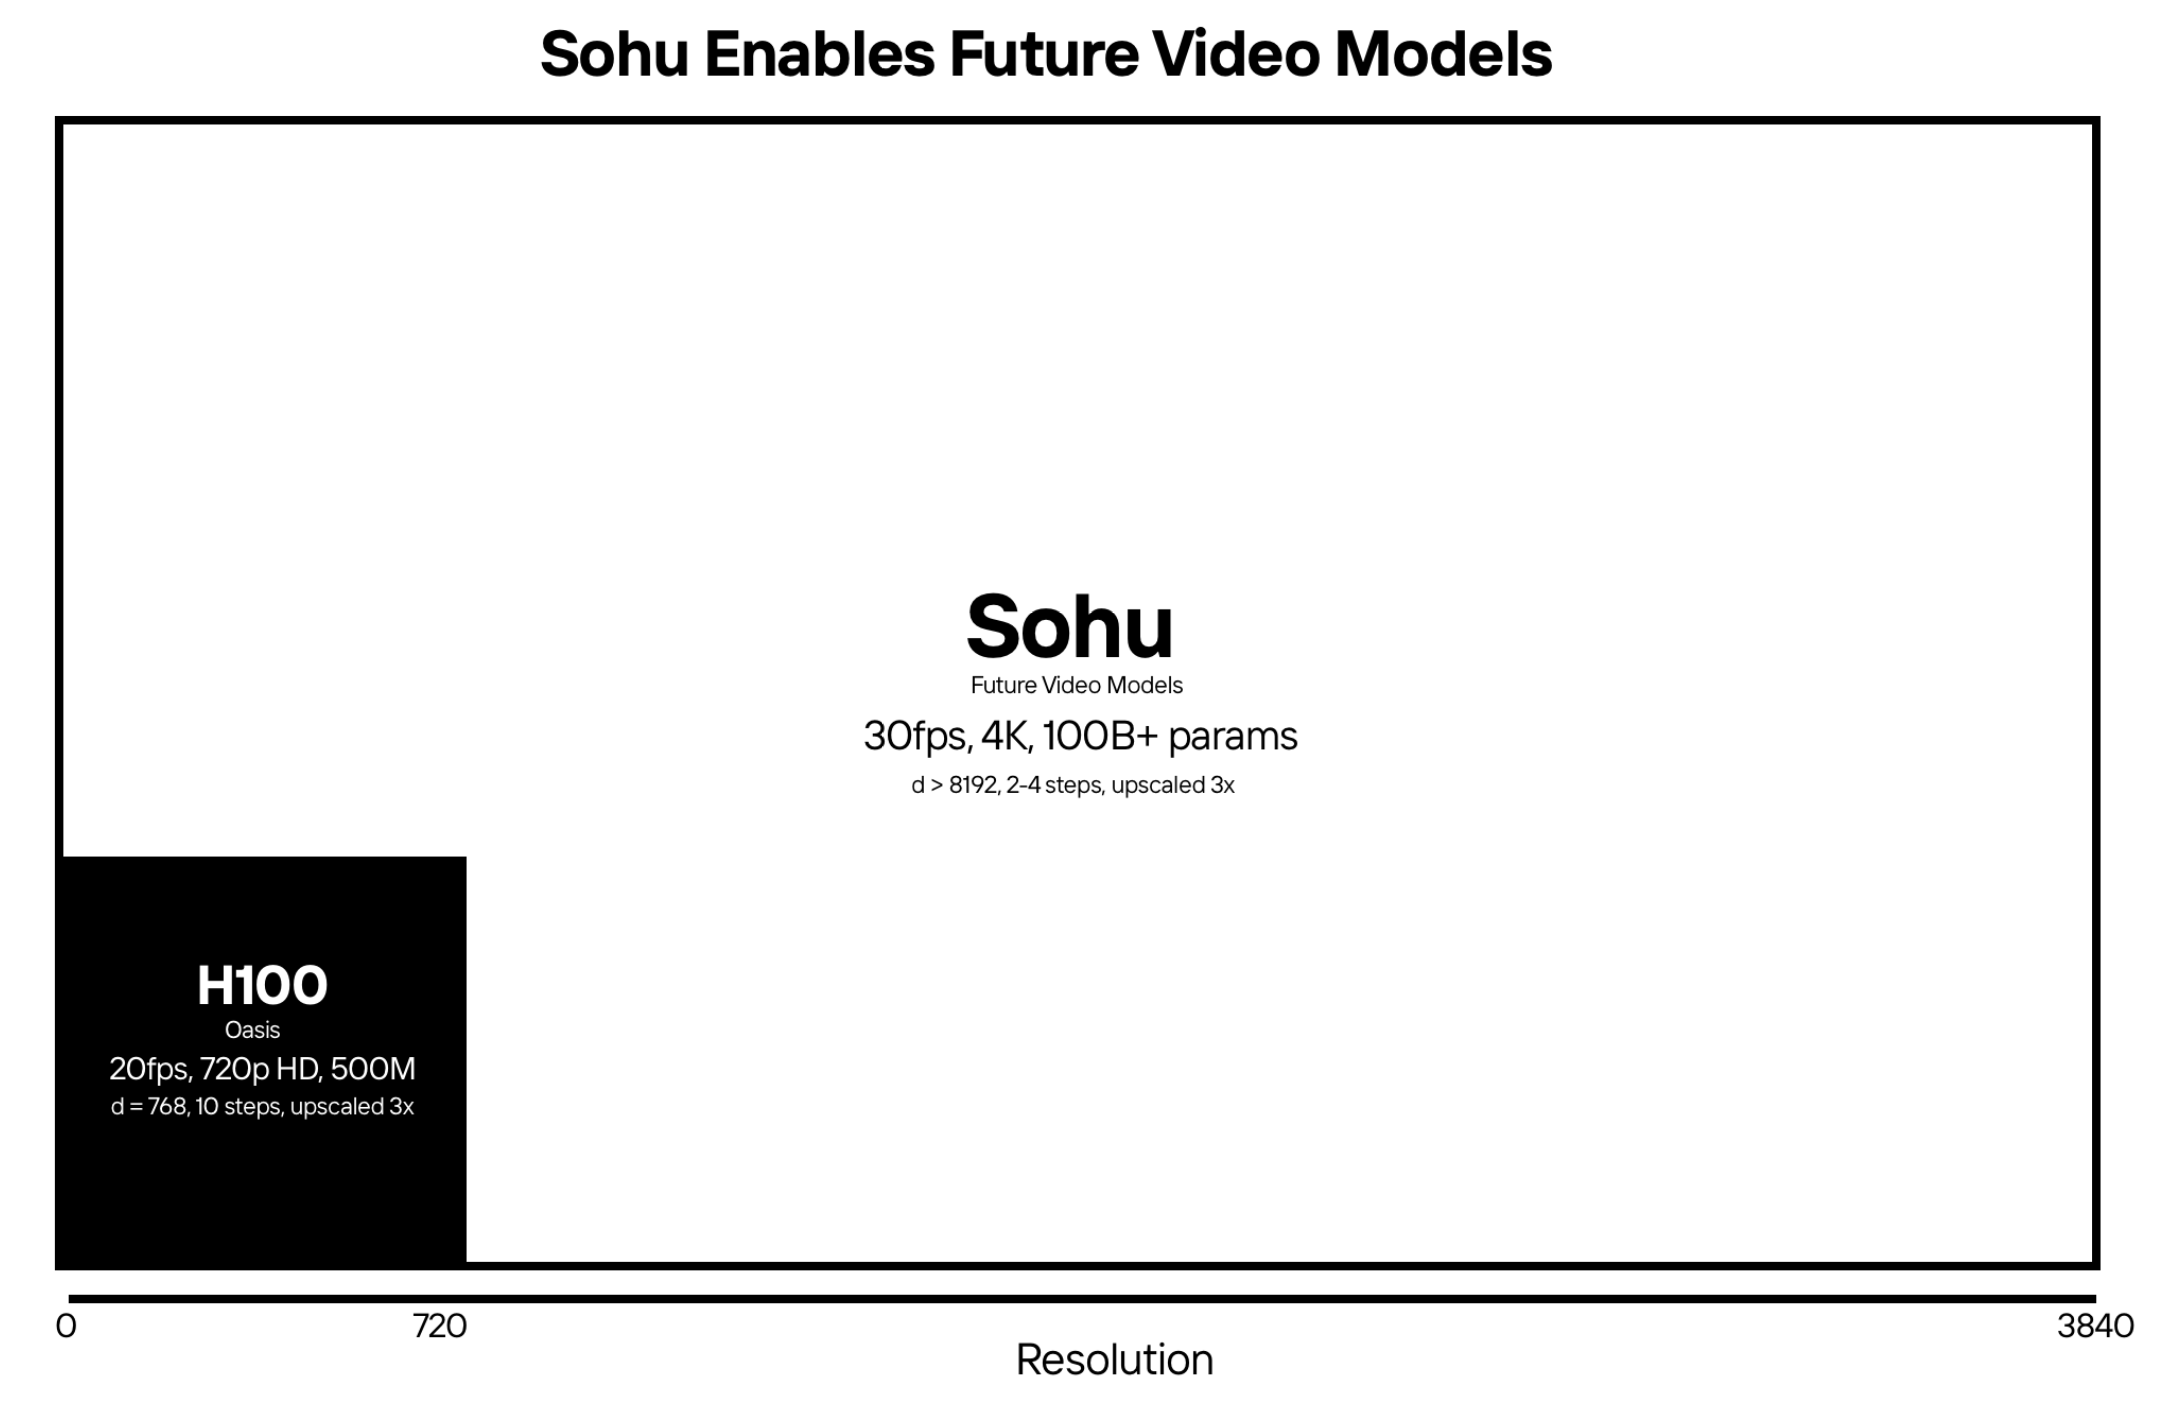 Sohu Enables Future Video Models
Sohu
Future Video Models
30fps, 4K, 100B+ params
d > 8192, 2-4 steps, upscaled 3x
H100
Oasis
20fps, 720p HD, 500M
d = 768, 10 steps, upscaled 3x
0
720
3840
Resolution